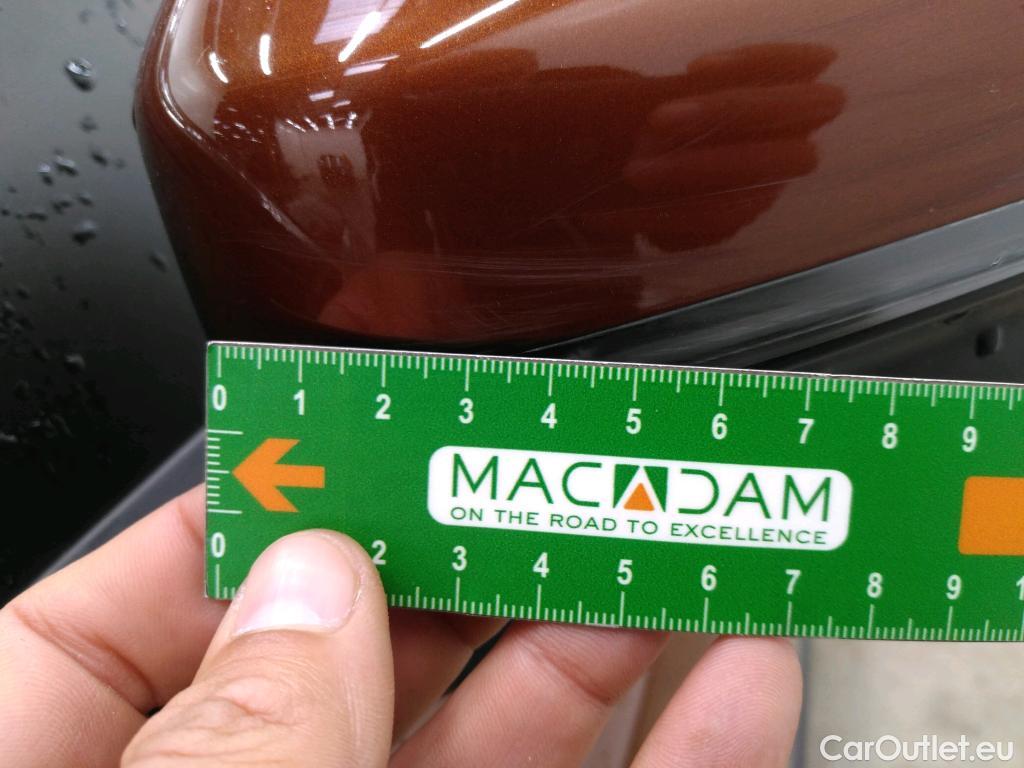 0 1 2 3 4 5 6 7 8 9
MACADAM
ON THE ROAD TO EXCELLENCE
0 2 3 4 5 6 7 8 9 1
CarOutlet.eu